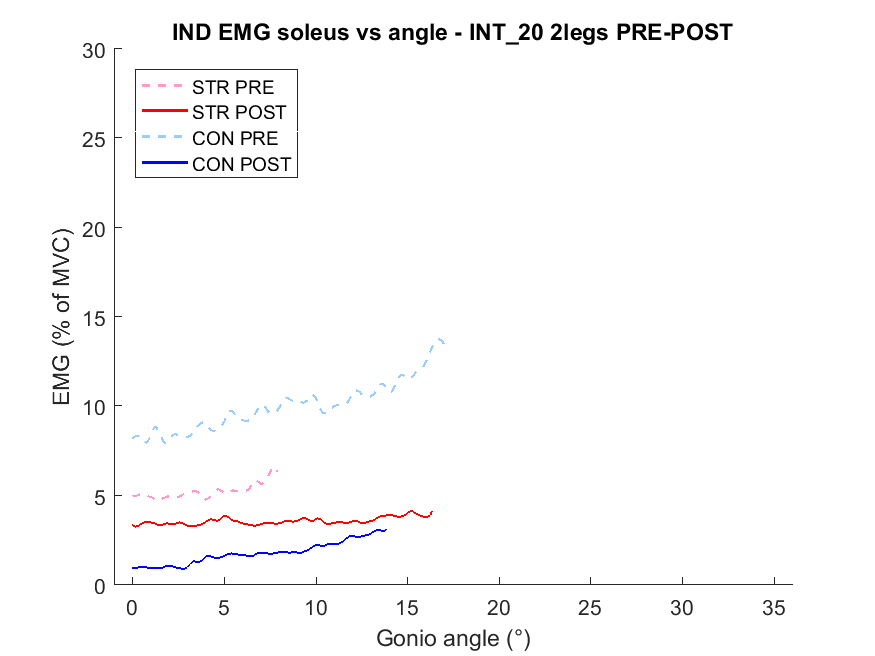 IND EMG soleus vs angle - INT_20 2legs PRE-POST
30
25
20
15
10
5
0
EMG (% of MVC)
STR PRE
STR POST
CON PRE
CON POST
0 5 10 15 20 25 30 35
Gonio angle (°)